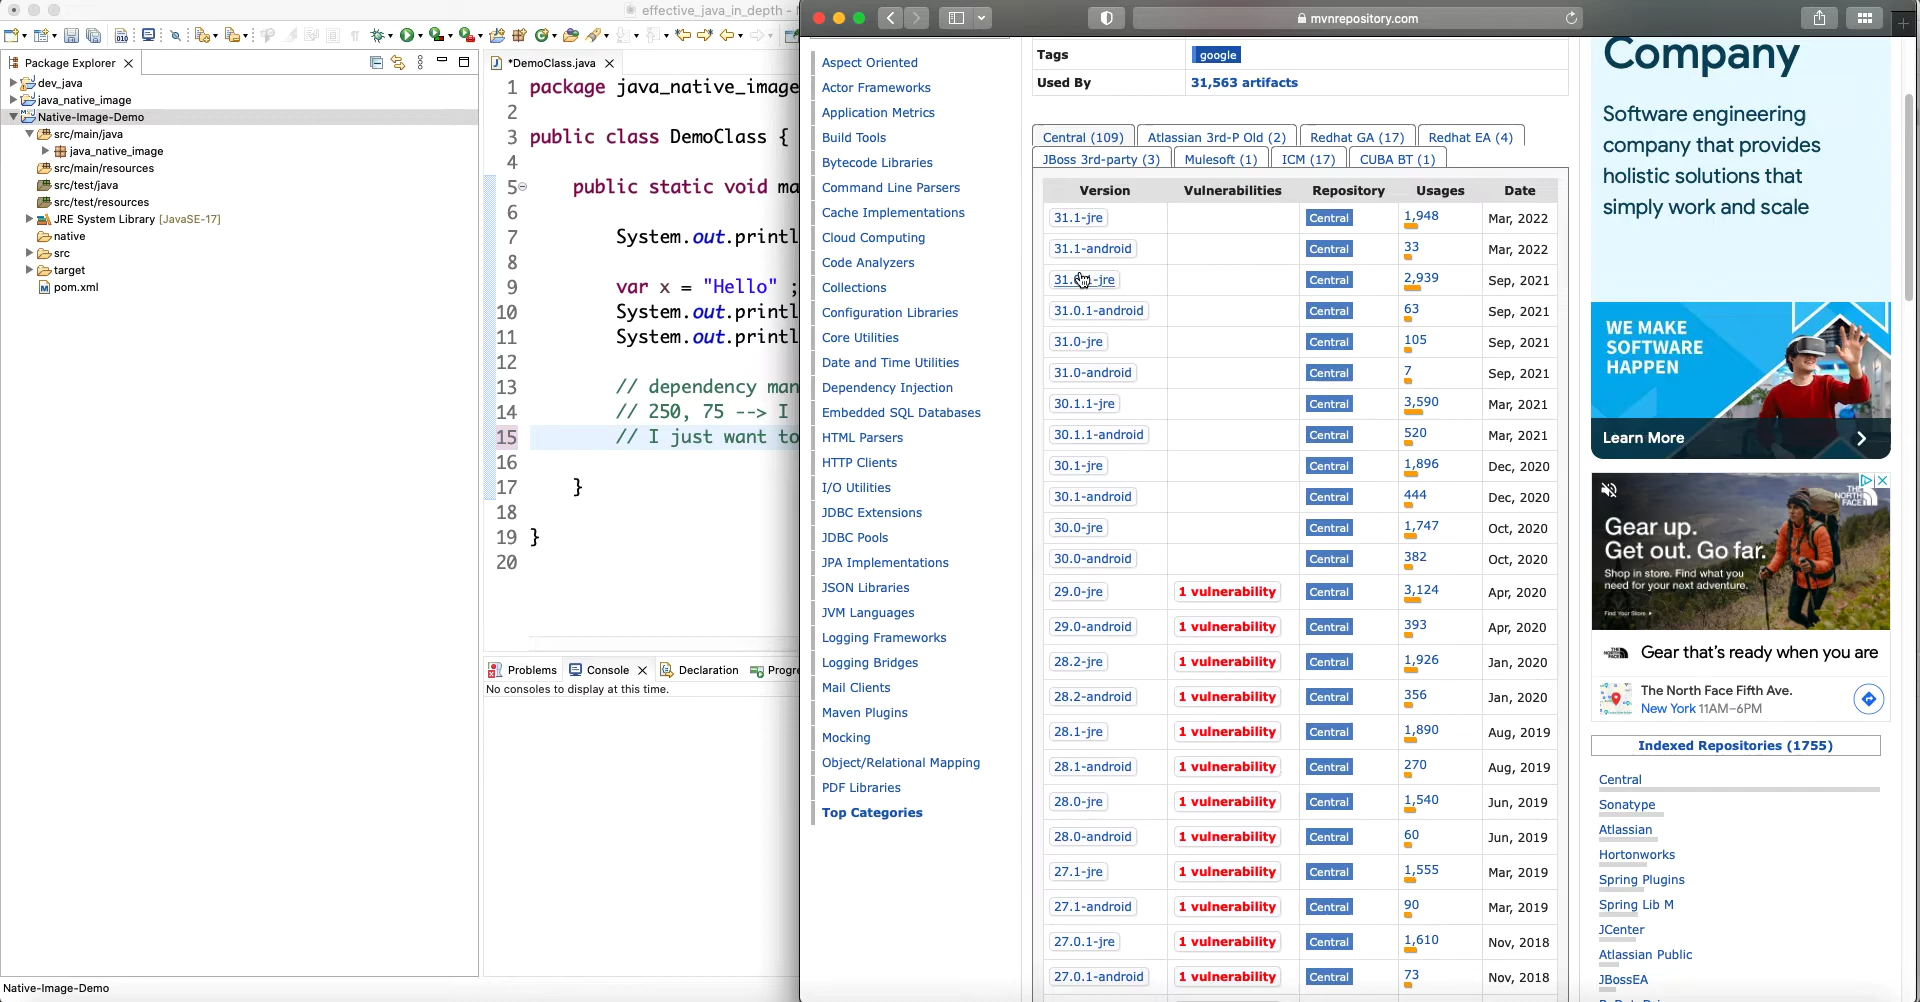 effective_java_in_depth -
Package Explorer
dev_java
java_native_image
Native-Image-Demo
src/main/java
java_native_image
src/main/resources
src/test/java
src/test/resources
JRE System Library [JavaSE-17]
native
src
target
pom.xml
Native-Image-Demo
*DemoClass.java
1 package java_native_image
2
3 public class DemoClass {
4
5 public static void ma
6
7 System.out.printl
8
9 var x = "Hello" ;
10 System.out.printl
11 System.out.printl
12
13 // dependency man
14 // 250, 75 --> I
15 // I just want to
16
17 }
18
19 }
20
Problems Console Declaration Progre
No consoles to display at this time.
mvnrepository.com
Aspect Oriented
Actor Frameworks
Application Metrics
Build Tools
Bytecode Libraries
Command Line Parsers
Cache Implementations
Cloud Computing
Code Analyzers
Collections
Configuration Libraries
Core Utilities
Date and Time Utilities
Dependency Injection
Embedded SQL Databases
HTML Parsers
HTTP Clients
I/O Utilities
JDBC Extensions
JDBC Pools
JPA Implementations
JSON Libraries
JVM Languages
Logging Frameworks
Logging Bridges
Mail Clients
Maven Plugins
Mocking
Object/Relational Mapping
PDF Libraries
Top Categories
Tags google
Used By 31,563 artifacts
Central (109) Atlassian 3rd-P Old (2) Redhat GA (17) Redhat EA (4)
JBoss 3rd-party (3) Mulesoft (1) ICM (17) CUBA BT (1)
Version Vulnerabilities Repository Usages Date
31.1-jre Central 1,948 Mar, 2022
31.1-android Central 33 Mar, 2022
31.0.1-jre Central 2,939 Sep, 2021
31.0.1-android Central 63 Sep, 2021
31.0-jre Central 105 Sep, 2021
31.0-android Central 7 Sep, 2021
30.1.1-jre Central 3,590 Mar, 2021
30.1.1-android Central 520 Mar, 2021
30.1-jre Central 1,896 Dec, 2020
30.1-android Central 444 Dec, 2020
30.0-jre Central 1,747 Oct, 2020
30.0-android Central 382 Oct, 2020
29.0-jre 1 vulnerability Central 3,124 Apr, 2020
29.0-android 1 vulnerability Central 393 Apr, 2020
28.2-jre 1 vulnerability Central 1,926 Jan, 2020
28.2-android 1 vulnerability Central 356 Jan, 2020
28.1-jre 1 vulnerability Central 1,890 Aug, 2019
28.1-android 1 vulnerability Central 270 Aug, 2019
28.0-jre 1 vulnerability Central 1,540 Jun, 2019
28.0-android 1 vulnerability Central 60 Jun, 2019
27.1-jre 1 vulnerability Central 1,555 Mar, 2019
27.1-android 1 vulnerability Central 90 Mar, 2019
27.0.1-jre 1 vulnerability Central 1,610 Nov, 2018
27.0.1-android 1 vulnerability Central 73 Nov, 2018
Company
Software engineering
company that provides
holistic solutions that
simply work and scale
WE MAKE
SOFTWARE
HAPPEN
Learn More
THE NORTH FACE
Gear up.
Get out. Go far.
Shop in store. Find what you
need for your next adventure.
Find Your Store
Gear that's ready when you are
The North Face Fifth Ave.
New York 11AM–6PM
Indexed Repositories (1755)
Central
Sonatype
Atlassian
Hortonworks
Spring Plugins
Spring Lib M
JCenter
Atlassian Public
JBossEA